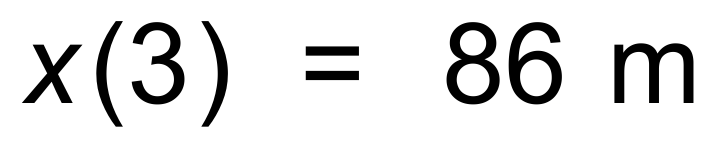 x(3) = 86 m